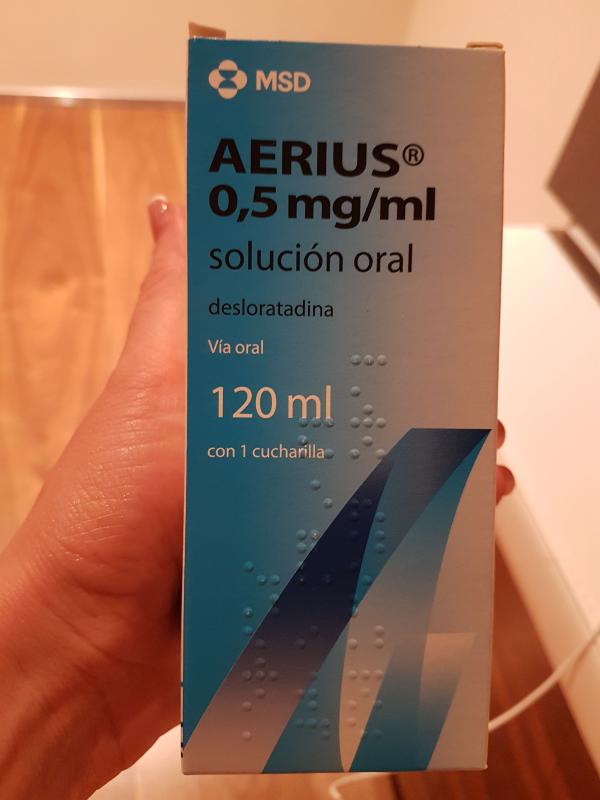 MSD
AERIUS®
0,5 mg/ml
solución oral
desloratadina
Vía oral
120 ml
con 1 cucharilla